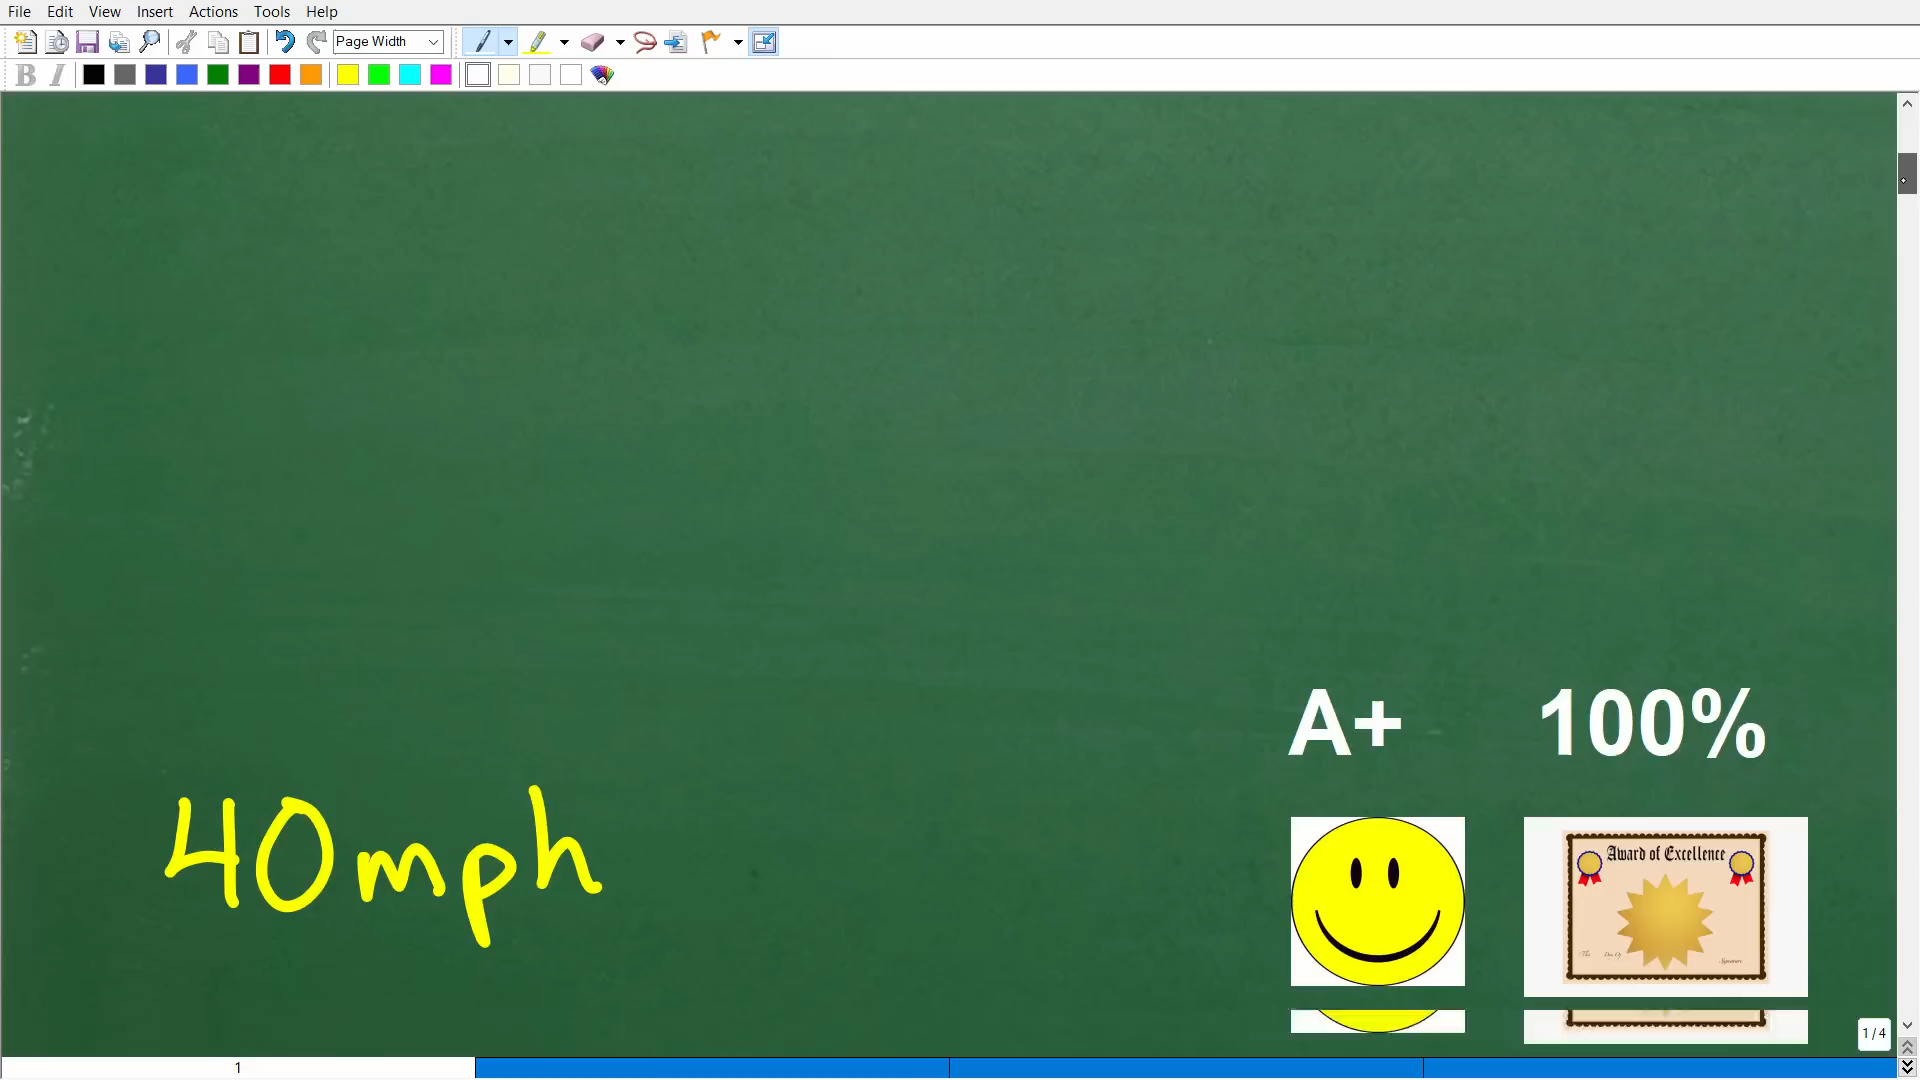 File Edit View Insert Actions Tools Help
Page Width
B I
A+ 100%
40mph
Award of Excellence
1 / 4
1